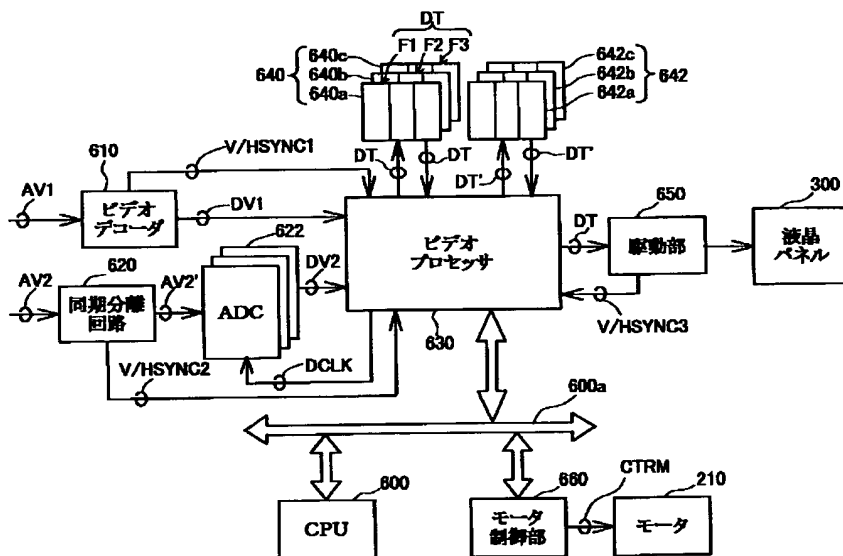 DT
F1 F2 F3
640c
640b
640a
640
642c
642b
642a
642
DT
DT
DT'
DT'
V/HSYNC1
610
AV1
ビデオ
デコーダ
DV1
622
650
300
DT
ビデオ
プロセッサ
駆動部
液晶
パネル
620
AV2
同期分離
回路
AV2'
ADC
DV2
V/HSYNC3
630
DCLK
V/HSYNC2
600a
600
CPU
660
モータ
制御部
CTRM
210
モータ